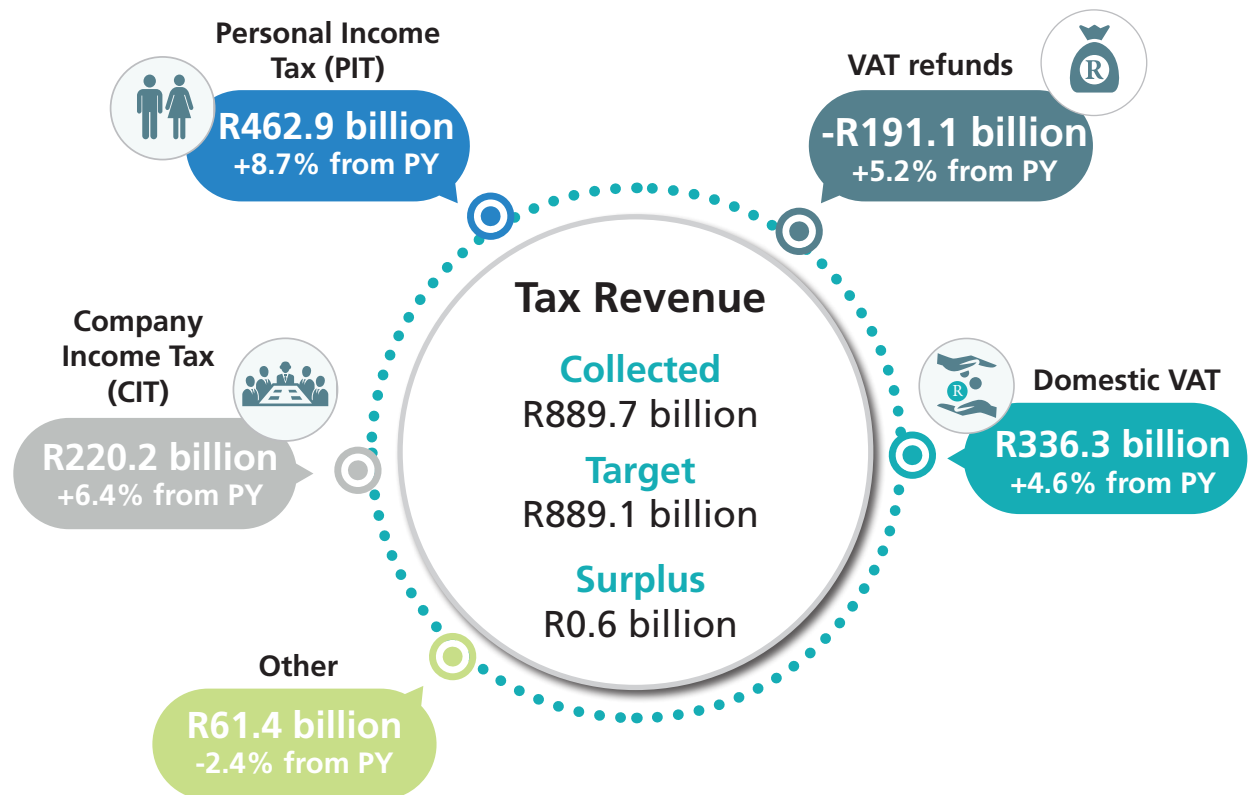 Personal Income
Tax (PIT)
R462.9 billion
+8.7% from PY
VAT refunds
R
-R191.1 billion
+5.2% from PY
Tax Revenue
Collected
R889.7 billion
Target
R889.1 billion
Surplus
R0.6 billion
Company
Income Tax
(CIT)
R220.2 billion
+6.4% from PY
R
Domestic VAT
R336.3 billion
+4.6% from PY
Other
R61.4 billion
-2.4% from PY